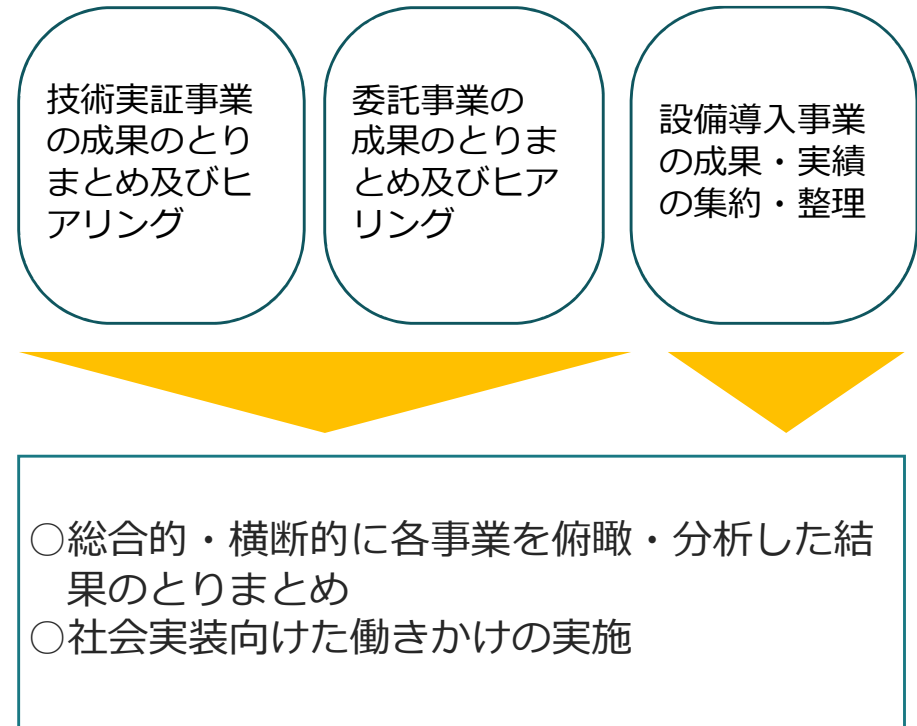 技術実証事業
の成果のとり
まとめ及びヒ
アリング
委託事業の
成果のとりま
とめ及びヒア
リング
設備導入事業
の成果・実績
の集約・整理
○総合的・横断的に各事業を俯瞰・分析した結
果のとりまとめ
○社会実装向けた働きかけの実施